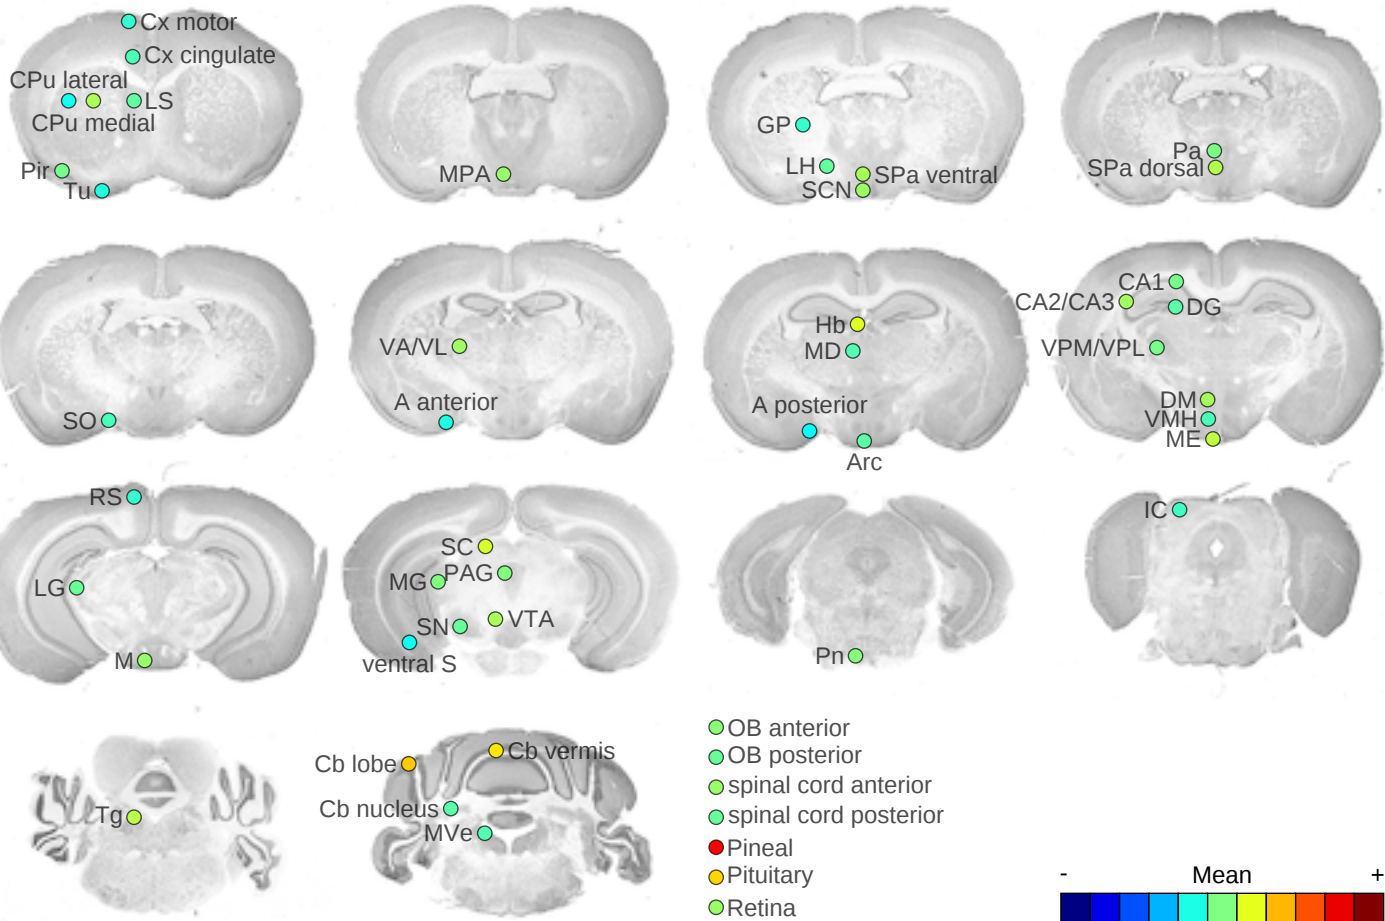 Cx motor
Cx cingulate
CPu lateral
LS
CPu medial
Pir
Tu
MPA
GP
LH
SPa ventral
SCN
Pa
SPa dorsal
SO
VA/VL
A anterior
Hb
MD
A posterior
Arc
CA1
CA2/CA3
DG
VPM/VPL
DM
VMH
ME
RS
LG
M
SC
MG
PAG
SN
VTA
ventral S
Pn
IC
Tg
Cb lobe
Cb vermis
Cb nucleus
MVe
OB anterior
OB posterior
spinal cord anterior
spinal cord posterior
Pineal
Pituitary
Retina
- Mean +